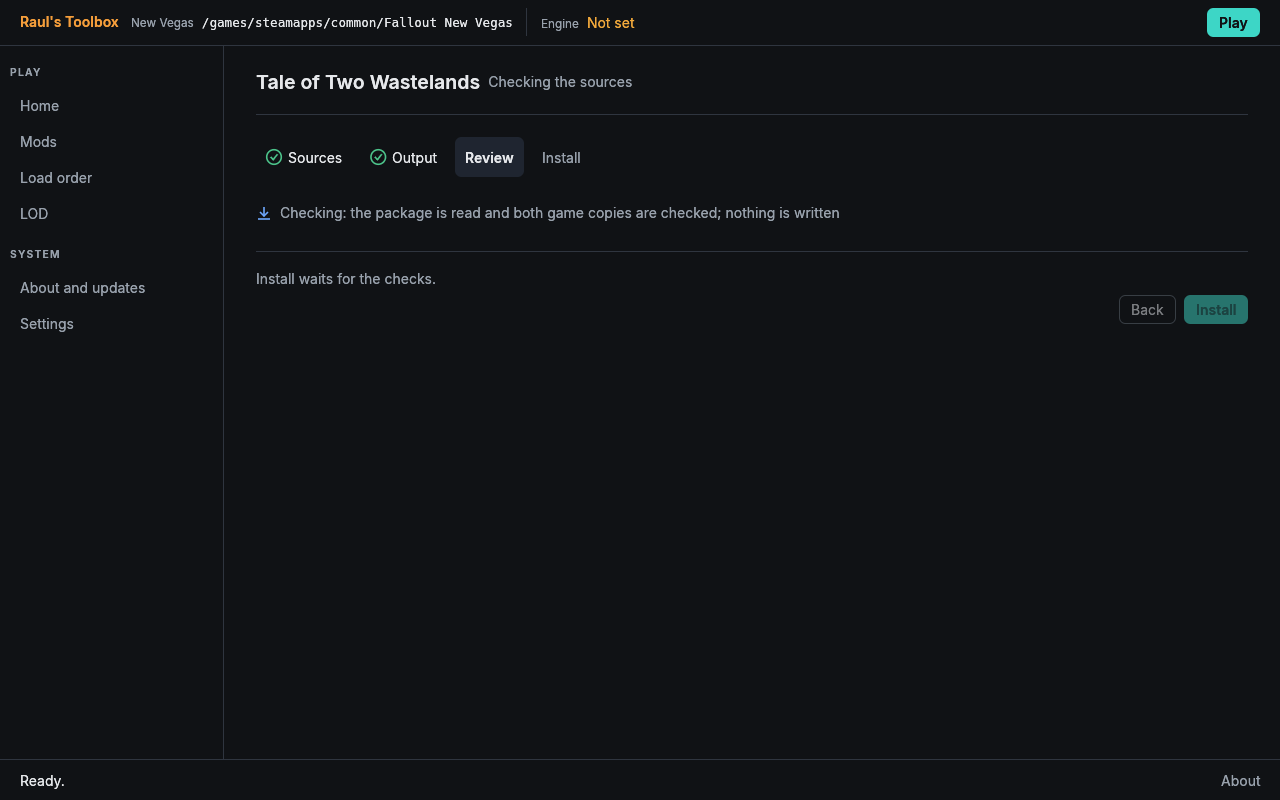 Raul's Toolbox New Vegas /games/steamapps/common/Fallout New Vegas Engine Not set Play
PLAY
Home
Mods
Load order
LOD
SYSTEM
About and updates
Settings
Tale of Two Wastelands Checking the sources
Sources Output Review Install
Checking: the package is read and both game copies are checked; nothing is written
Install waits for the checks.
Back Install
Ready. About